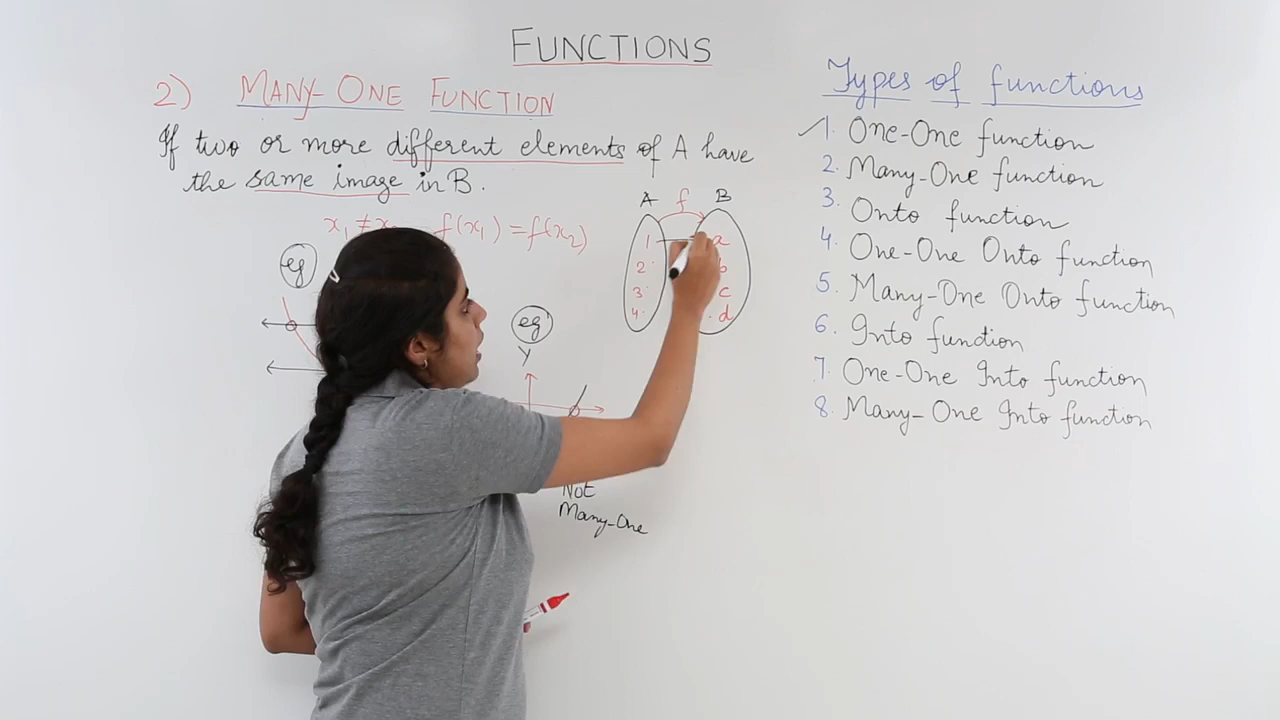 FUNCTIONS
2) MANY-ONE FUNCTION
If two or more different elements of A have
the same image in B.
x₁ ≠ f(x₁) = f(x₂)
eg
A f B
1 a
2 b
3 c
4 d
eg
Y
Not
Many-One
Types of functions
1. One-One function
2. Many-One function
3. Onto function
4. One-One Onto function
5. Many-One Onto function
6. Into function
7. One-One Into function
8. Many-One Into function